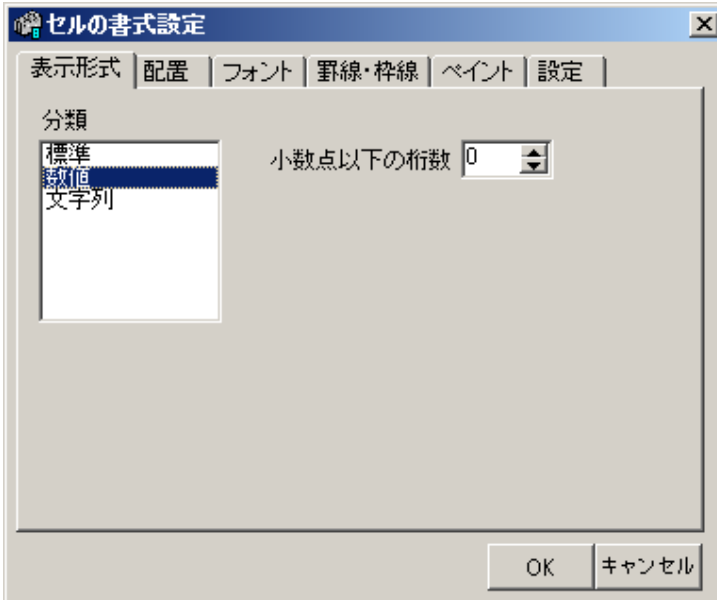 セルの書式設定
表示形式 配置 フォント 罫線・枠線 ペイント 設定
分類
標準
数値
文字列
小数点以下の桁数 0
OK キャンセル